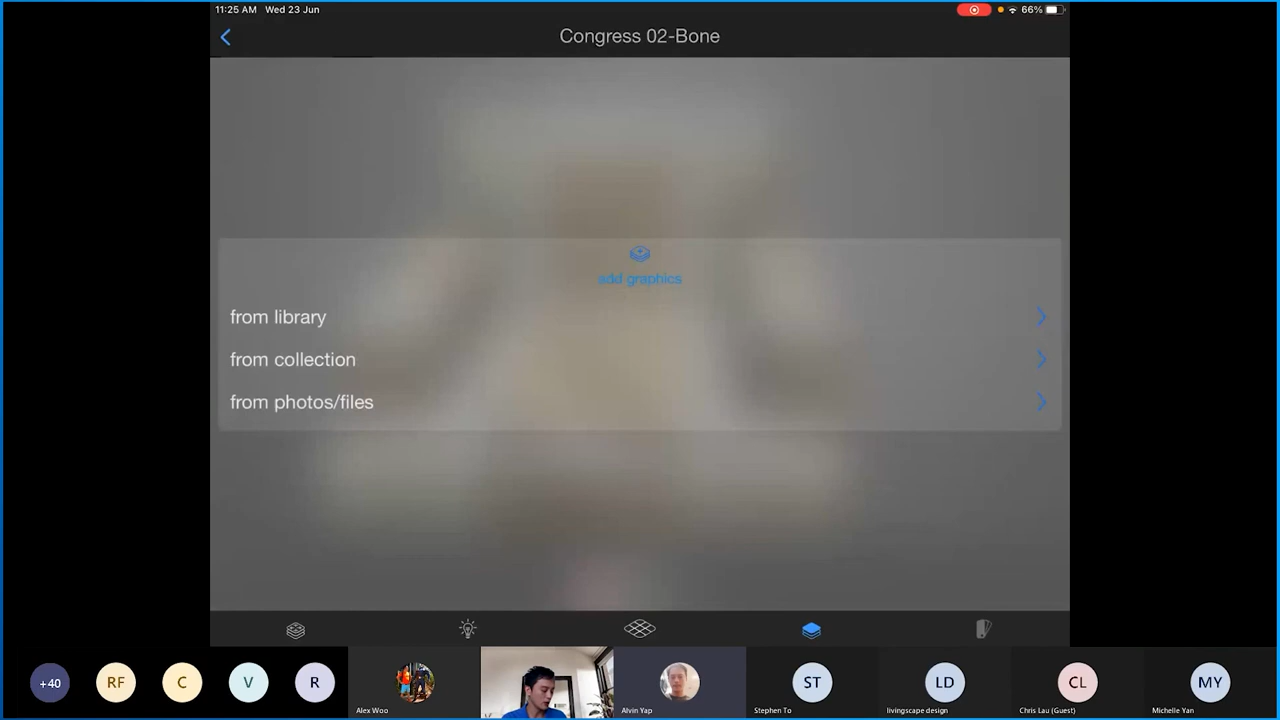 11:25 AM Wed 23 Jun
66%
Congress 02-Bone
add graphics
from library
from collection
from photos/files
+40
RF
C
V
R
ST
LD
CL
MY
Alex Woo
Alvin Yap
Stephen To
livingscape design
Chris Lau (Guest)
Michelle Yan